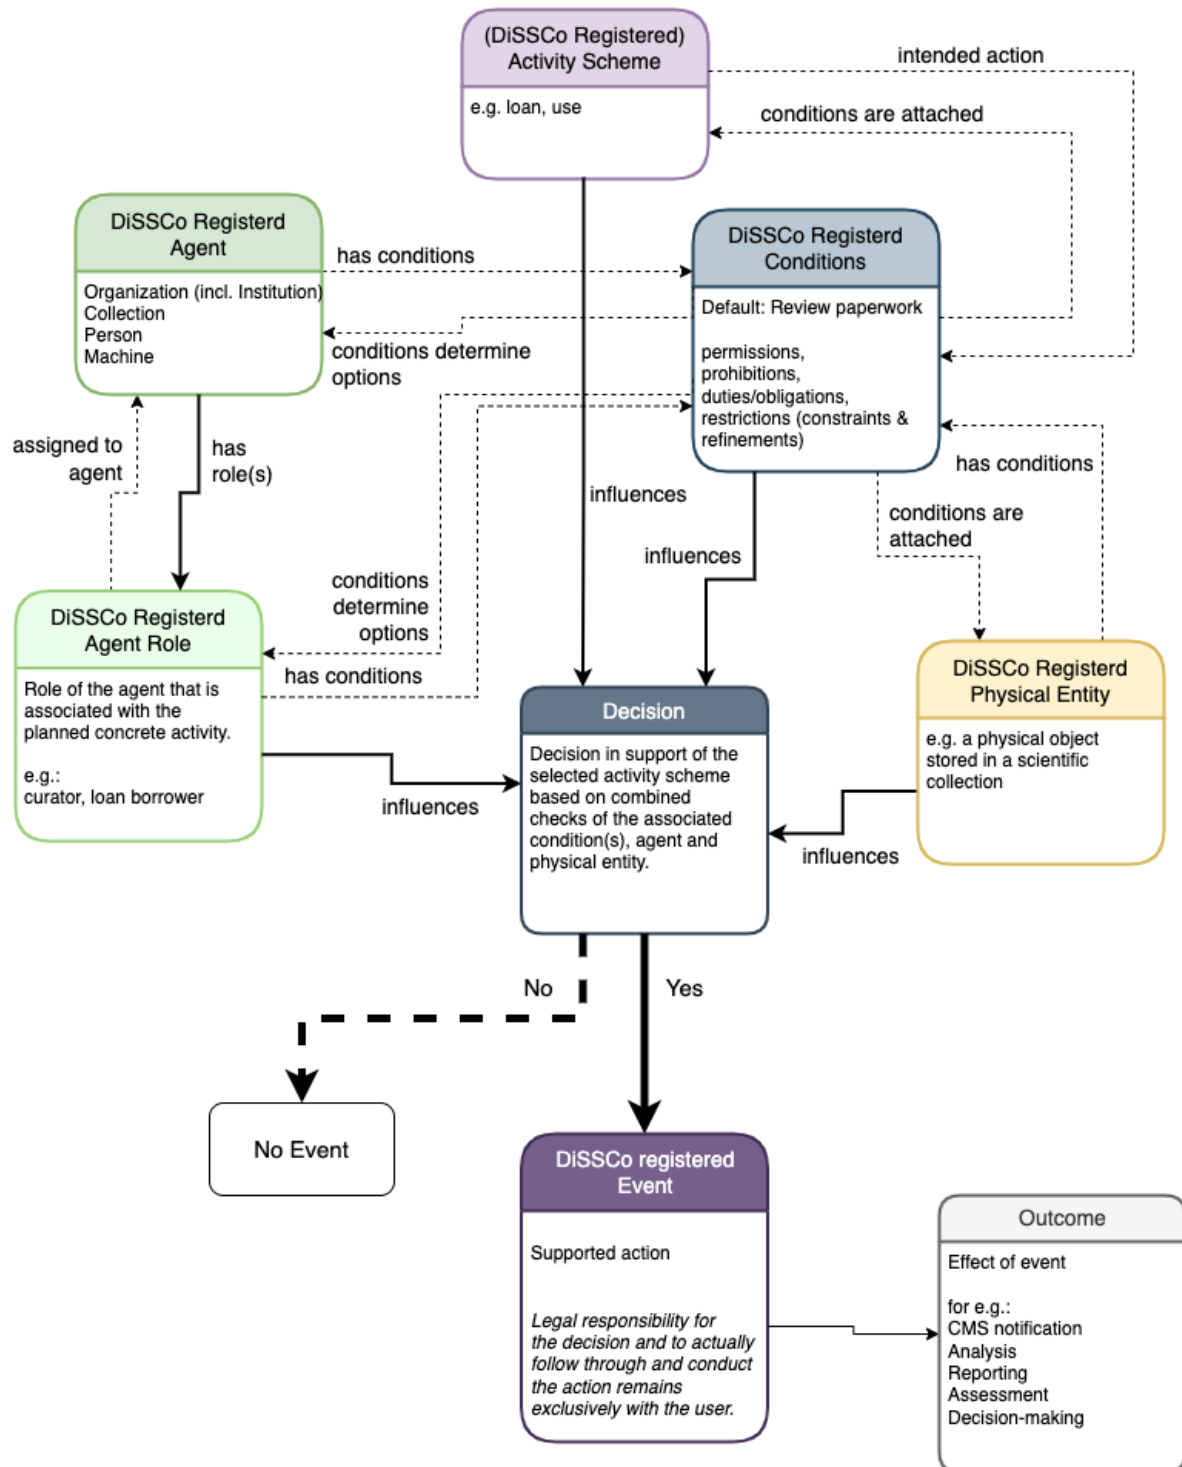 (DiSSCo Registered)
Activity Scheme
e.g. loan, use
intended action
conditions are attached
DiSSCo Registerd
Agent
Organization (incl. Institution)
Collection
Person
Machine
has conditions
conditions determine
options
DiSSCo Registerd
Conditions
Default: Review paperwork
permissions,
prohibitions,
duties/obligations,
restrictions (constraints &
refinements)
assigned to
agent
has
role(s)
influences
influences
has conditions
conditions are
attached
conditions
determine
options
has conditions
DiSSCo Registerd
Agent Role
Role of the agent that is
associated with the
planned concrete activity.
e.g.:
curator, loan borrower
influences
Decision
Decision in support of the
selected activity scheme
based on combined
checks of the associated
condition(s), agent and
physical entity.
DiSSCo Registerd
Physical Entity
e.g. a physical object
stored in a scientific
collection
influences
No
Yes
No Event
DiSSCo registered
Event
Supported action
Legal responsibility for
the decision and to actually
follow through and conduct
the action remains
exclusively with the user.
Outcome
Effect of event
for e.g.:
CMS notification
Analysis
Reporting
Assessment
Decision-making